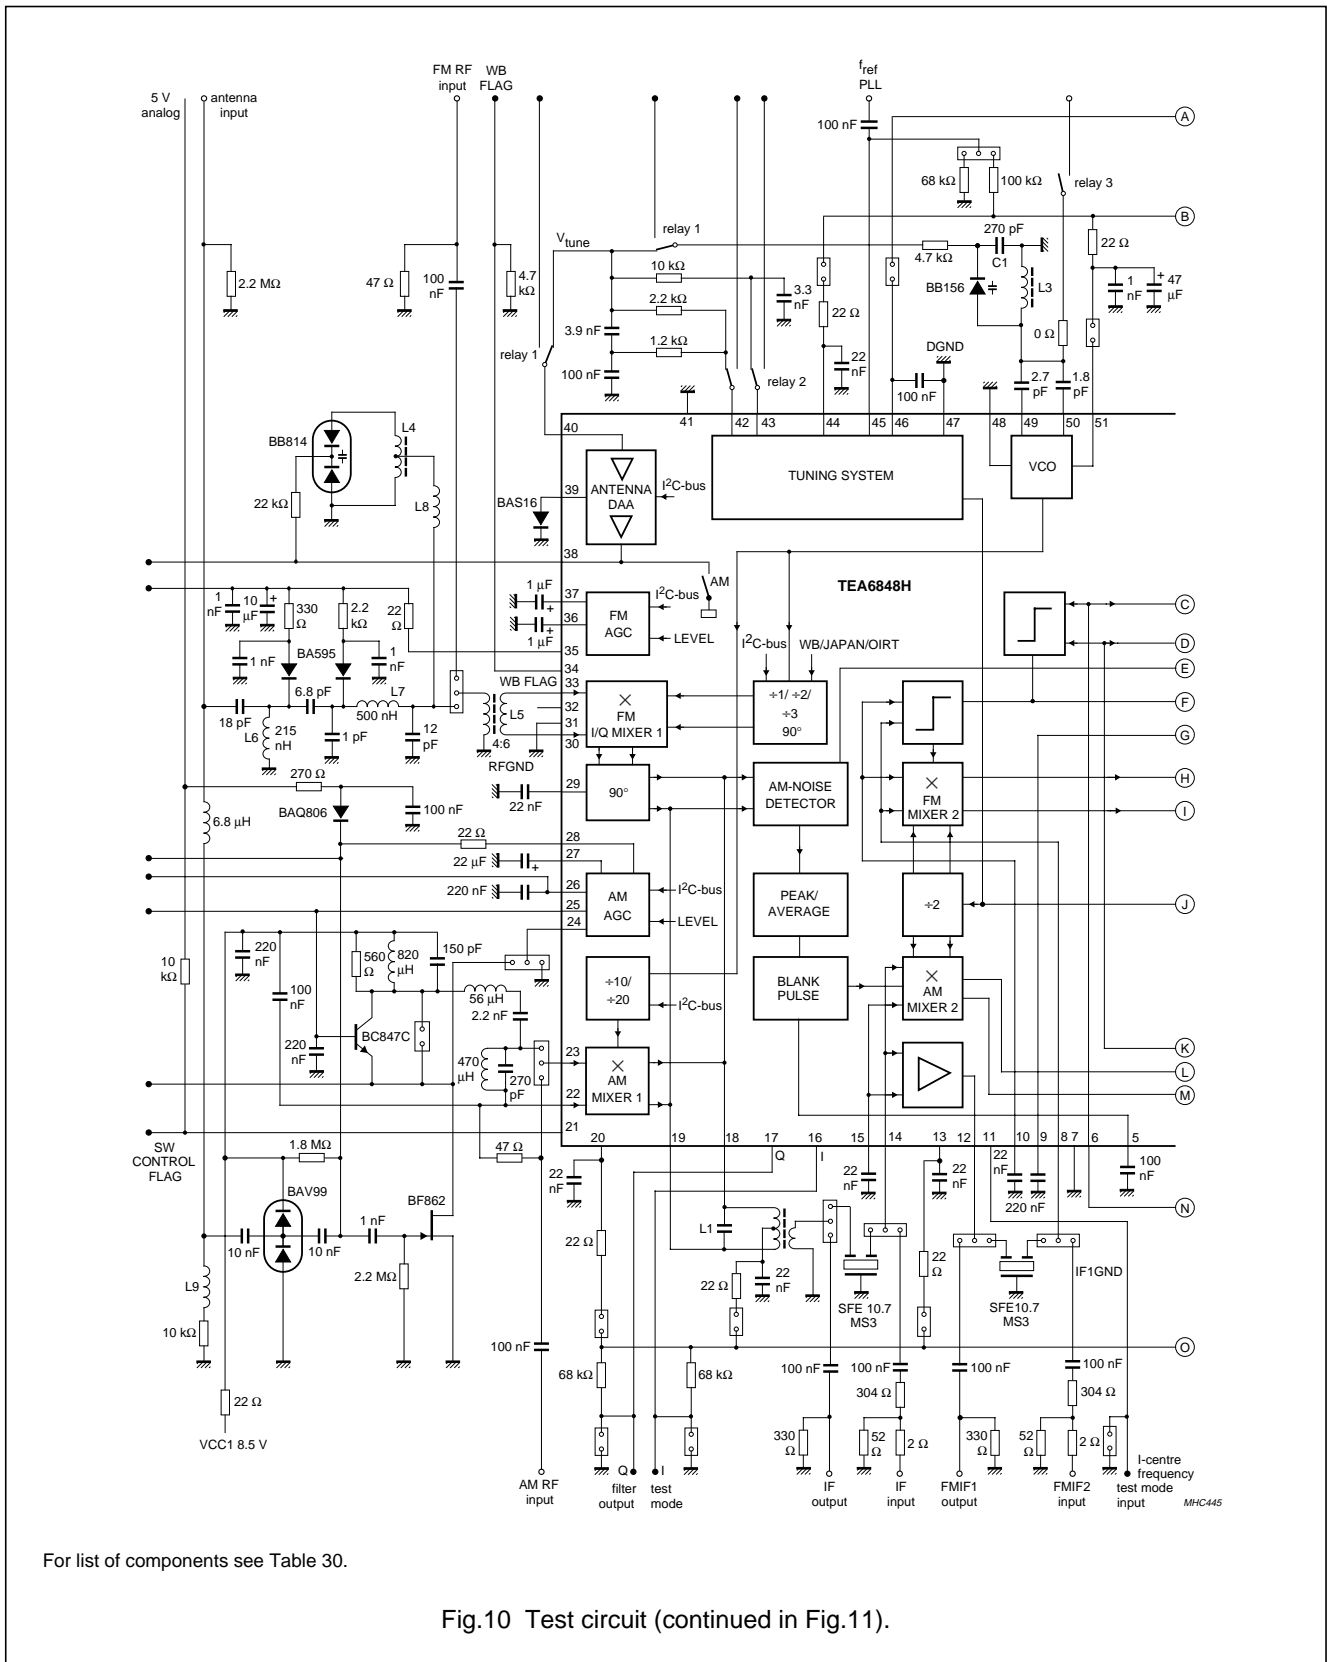 FM RF
input
WB
FLAG
f ref
PLL
5 V
analog
antenna
input
100 nF
A
68 kΩ
100 kΩ
relay 3
B
relay 1
270 pF
C1
22 Ω
Vtune
4.7 kΩ
2.2 MΩ
47 Ω
100
nF
4.7
kΩ
10 kΩ
3.3
nF
2.2 kΩ
BB156
L3
1
nF
47
μF
+
3.9 nF
22 Ω
0 Ω
1.2 kΩ
relay 1
DGND
100 nF
relay 2
22
nF
100 nF
2.7
pF
1.8
pF
41
42
43
44
45
46
47
48
49
50
51
BB814
L4
40
TUNING SYSTEM
VCO
39
ANTENNA
DAA
I2C-bus
BAS16
22 kΩ
L8
38
AM
TEA6848H
1 μF
+
37
I2C-bus
FM
AGC
36
1 μF
+
LEVEL
35
1
nF
10
μF
+
330
Ω
2.2
kΩ
22
Ω
C
D
1 nF
BA595
1
nF
I2C-bus
WB/JAPAN/OIRT
34
WB FLAG
33
E
6.8 pF
L7
500 nH
18 pF
L6
215
nH
1 pF
12
pF
L5
4:6
32
31
30
×
FM
I/Q MIXER 1
÷1/ ÷2/
÷3
90°
F
G
RFGND
270 Ω
29
22 nF
90°
AM-NOISE
DETECTOR
×
FM
MIXER 2
H
I
6.8 μH
BAQ806
100 nF
22 Ω
28
22 μF
+
27
220 nF
26
25
24
AM
AGC
I2C-bus
LEVEL
PEAK/
AVERAGE
÷2
J
220
nF
560
Ω
820
μH
150 pF
10
kΩ
100
nF
56 μH
2.2 nF
÷10/
÷20
I2C-bus
BLANK
PULSE
×
AM
MIXER 2
BC847C
220
nF
470
μH
270
pF
23
22
×
AM
MIXER 1
K
L
M
21
SW
CONTROL
FLAG
1.8 MΩ
47 Ω
20
19
18
17
Q
16
I
15
14
13
12
11
10
9
8
7
6
5
22
nF
22
nF
22
nF
22
nF
220 nF
100
nF
BAV99
BF862
1 nF
N
10 nF
10 nF
L9
2.2 MΩ
10 kΩ
22 Ω
L1
22 Ω
22
nF
22
Ω
SFE 10.7
MS3
SFE10.7
MS3
IF1GND
100 nF
O
68 kΩ
68 kΩ
100 nF
100 nF
100 nF
100 nF
304 Ω
304 Ω
22 Ω
VCC1 8.5 V
330
Ω
52
Ω
2 Ω
330
Ω
52
Ω
2 Ω
AM RF
input
Q
filter
output
I
test
mode
IF
output
IF
input
FMIF1
output
FMIF2
input
I-centre
frequency
test mode
input
MHC445
For list of components see Table 30.
Fig.10 Test circuit (continued in Fig.11).